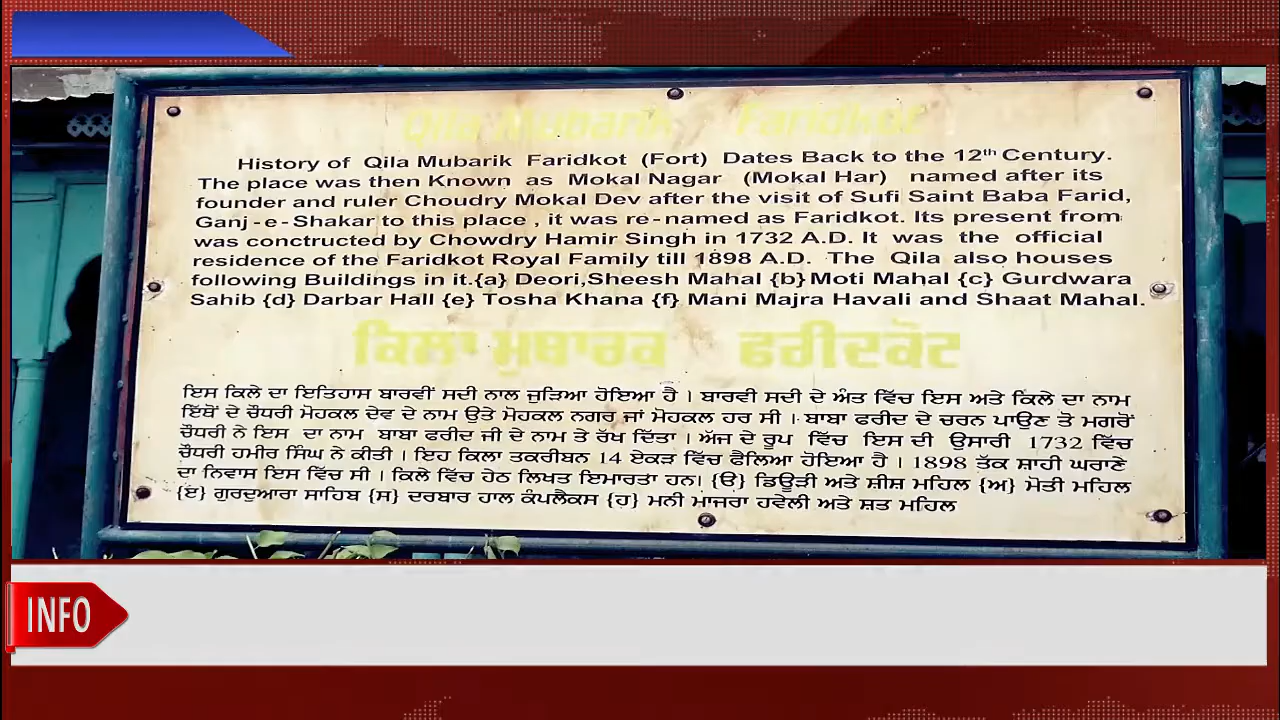 Qila Mubarik Faridkot
History of Qila Mubarik Faridkot (Fort) Dates Back to the 12th Century.
The place was then Known as Mokal Nagar (Mokal Har) named after its
founder and ruler Choudry Mokal Dev after the visit of Sufi Saint Baba Farid,
Ganj-e-Shakar to this place, it was re-named as Faridkot. Its present from
was conctructed by Chowdry Hamir Singh in 1732 A.D. It was the official
residence of the Faridkot Royal Family till 1898 A.D. The Qila also houses
following Buildings in it.{a} Deori,Sheesh Mahal {b}Moti Mahal {c} Gurdwara
Sahib {d} Darbar Hall {e} Tosha Khana {f} Mani Majra Havali and Shaat Mahal.
ਕਿਲਾ ਮੁਬਾਰਕ ਫਰੀਦਕੋਟ
ਇਸ ਕਿਲੇ ਦਾ ਇਤਿਹਾਸ ਬਾਰਵੀਂ ਸਦੀ ਨਾਲ ਜੁੜਿਆ ਹੋਇਆ ਹੈ । ਬਾਰਵੀ ਸਦੀ ਦੇ ਅੰਤ ਵਿੱਚ ਇਸ ਅਤੇ ਕਿਲੇ ਦਾ ਨਾਮ
ਇੱਥੋਂ ਦੇ ਚੌਧਰੀ ਮੋਹਕਲ ਦੇਵ ਦੇ ਨਾਮ ਉਤੇ ਮੋਹਕਲ ਨਗਰ ਜਾਂ ਮੋਹਕਲ ਹਰ ਸੀ । ਬਾਬਾ ਫਰੀਦ ਦੇ ਚਰਨ ਪਾਉਣ ਤੋ ਮਗਰੋਂ
ਚੌਧਰੀ ਨੇ ਇਸ ਦਾ ਨਾਮ ਬਾਬਾ ਫਰੀਦ ਜੀ ਦੇ ਨਾਮ ਤੇ ਰੱਖ ਦਿੱਤਾ । ਅੱਜ ਦੇ ਰੂਪ ਵਿੱਚ ਇਸ ਦੀ ਉਸਾਰੀ 1732 ਵਿੱਚ
ਚੌਧਰੀ ਹਮੀਰ ਸਿੰਘ ਨੇ ਕੀਤੀ । ਇਹ ਕਿਲਾ ਤਕਰੀਬਨ 14 ਏਕੜ ਵਿੱਚ ਫੈਲਿਆ ਹੋਇਆ ਹੈ । 1898 ਤੱਕ ਸ਼ਾਹੀ ਘਰਾਣੇ
ਦਾ ਨਿਵਾਸ ਇਸ ਵਿੱਚ ਸੀ । ਕਿਲੇ ਵਿੱਚ ਹੇਠ ਲਿਖਤ ਇਮਾਰਤਾਂ ਹਨ। {ੳ} ਡਿਊੜੀ ਅਤੇ ਸ਼ੀਸ਼ ਮਹਿਲ {ਅ} ਮੋਤੀ ਮਹਿਲ
{ੲ} ਗੁਰਦੁਆਰਾ ਸਾਹਿਬ {ਸ} ਦਰਬਾਰ ਹਾਲ ਕੰਪਲੈਕਸ {ਹ} ਮਨੀ ਮਾਜਰਾ ਹਵੇਲੀ ਅਤੇ ਸ਼ਤ ਮਹਿਲ
INFO